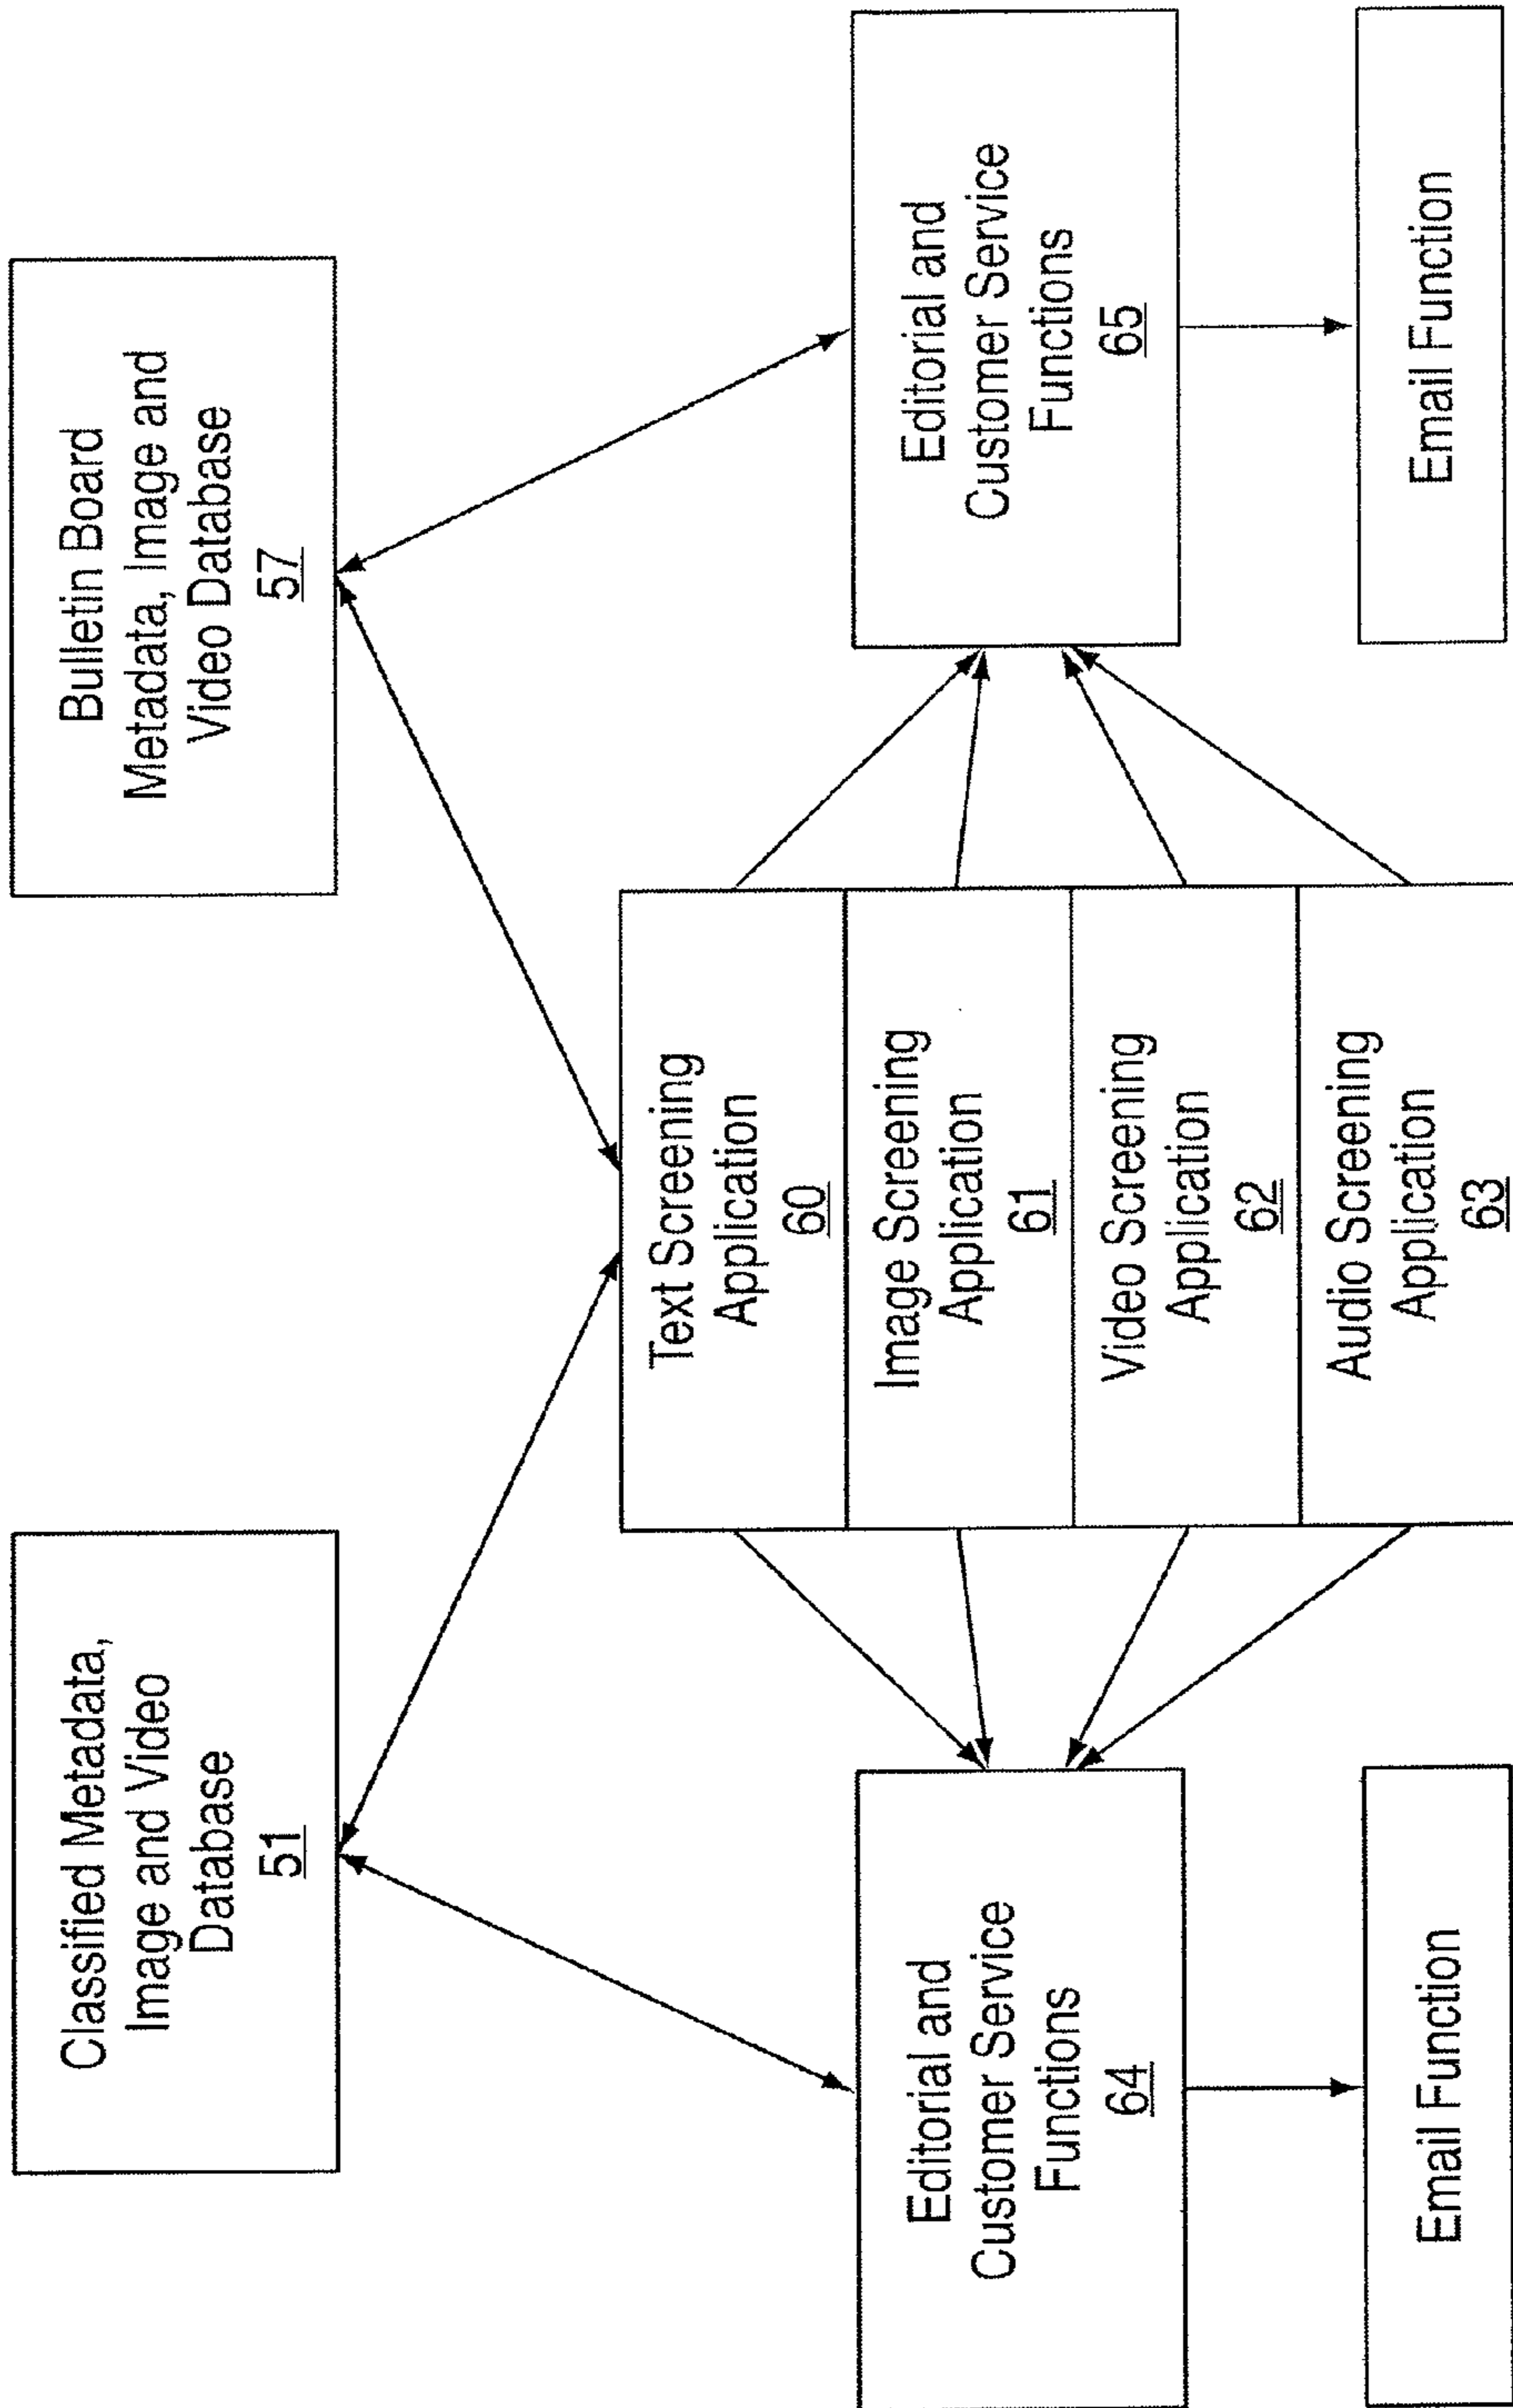 Classified Metadata,
Image and Video
Database
51
Bulletin Board
Metadata, Image and
Video Database
57
Text Screening
Application
60
Image Screening
Application
61
Video Screening
Application
62
Audio Screening
Application
63
Editorial and
Customer Service
Functions
64
Editorial and
Customer Service
Functions
65
Email Function
Email Function